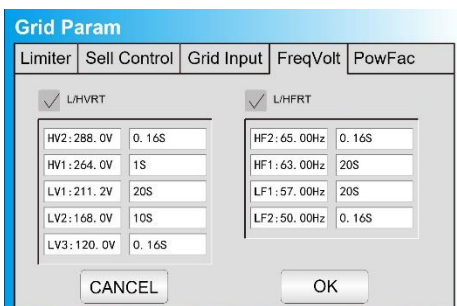 Grid Param
Limiter Sell Control Grid Input FreqVolt PowFac
L/HVRT
HV2:288.0V 0.16S
HV1:264.0V 1S
LV1:211.2V 20S
LV2:168.0V 10S
LV3:120.0V 0.16S
L/HFRT
HF2:65.00Hz 0.16S
HF1:63.00Hz 20S
LF1:57.00Hz 20S
LF2:50.00Hz 0.16S
CANCEL OK